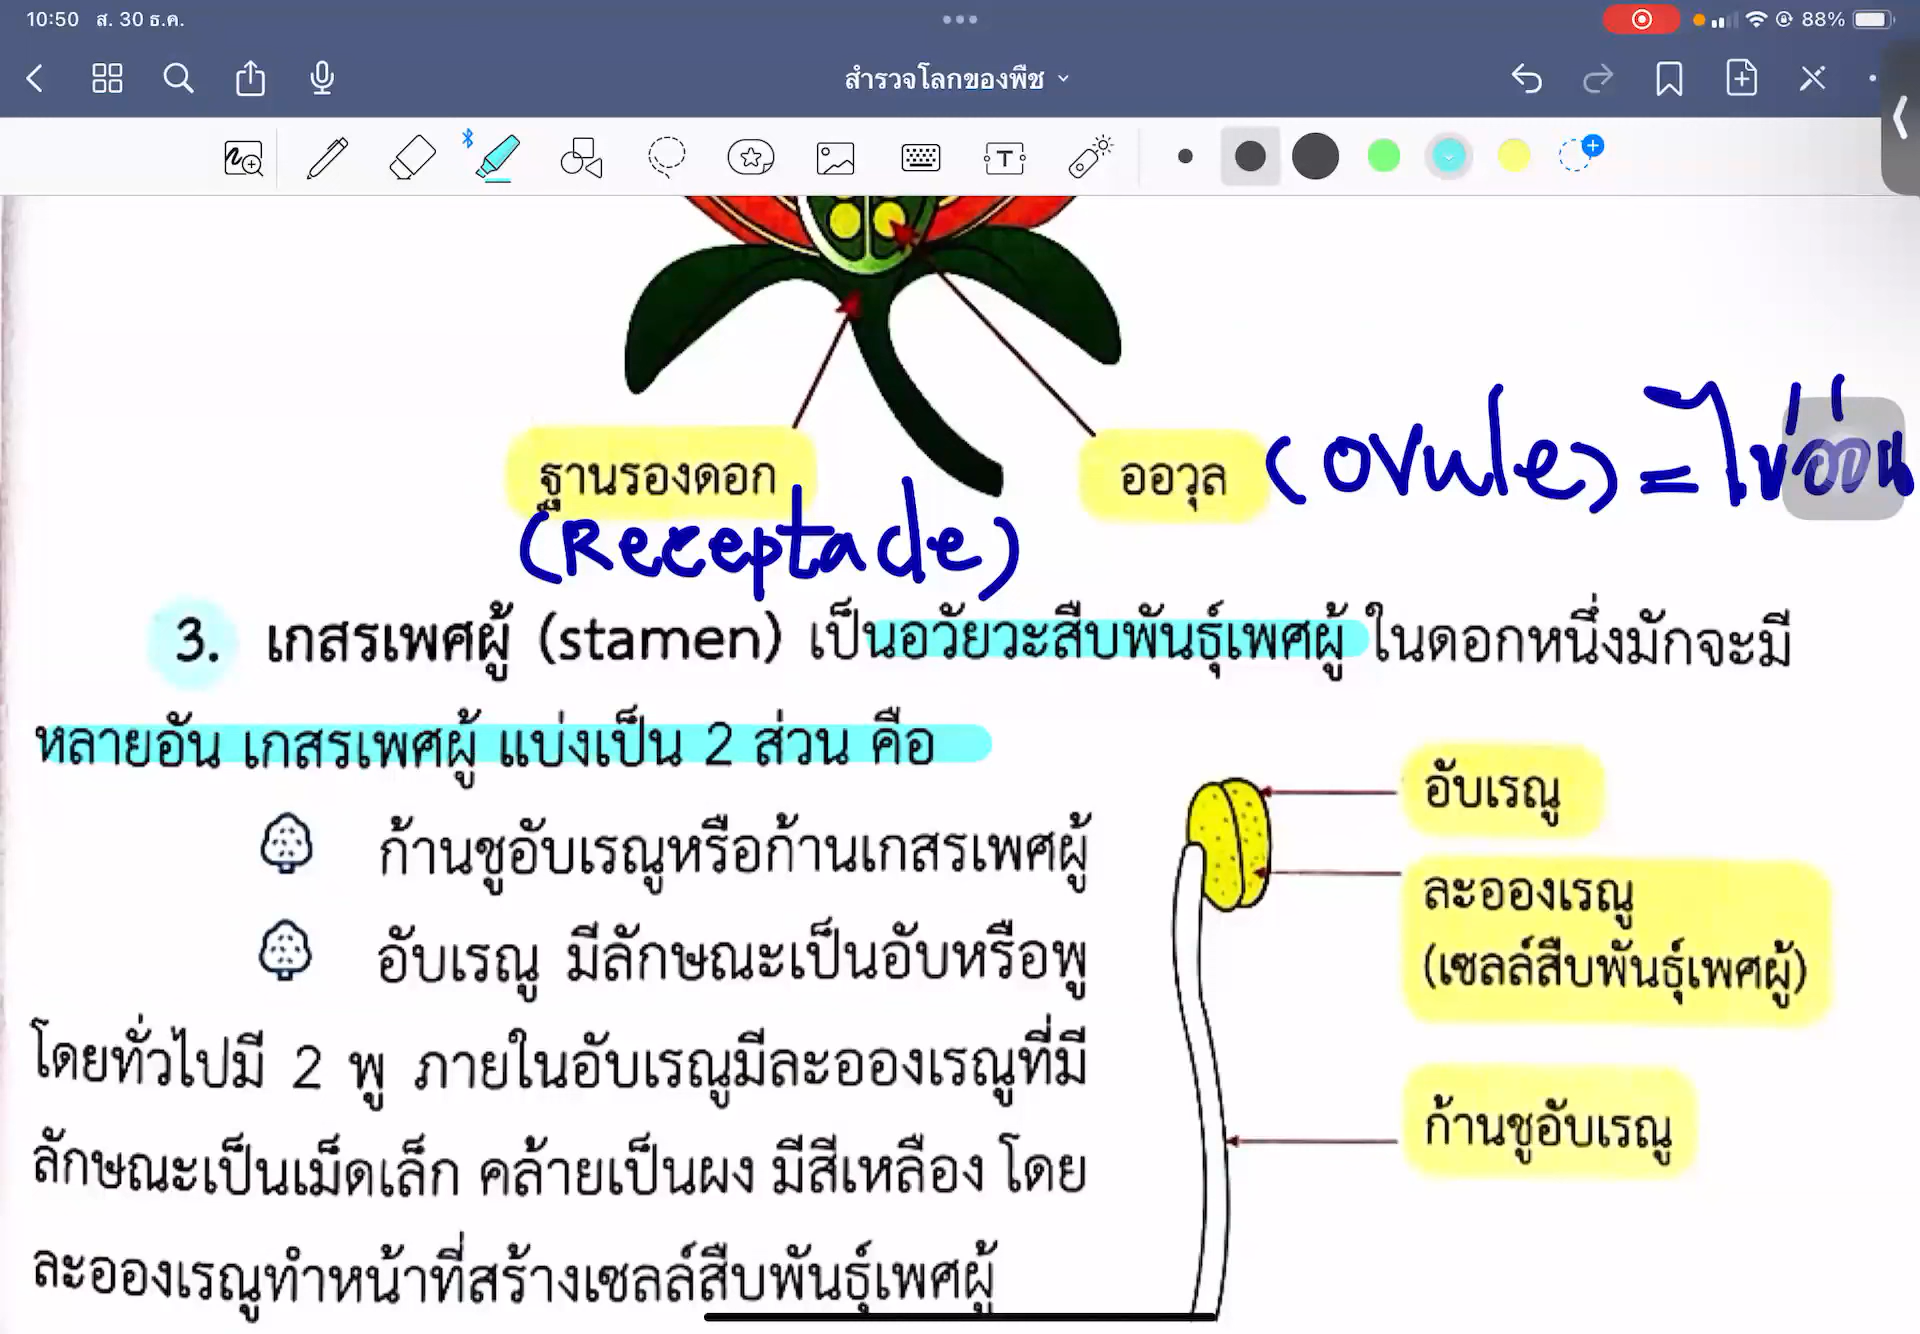 10:50 ส. 30 ธ.ค.
88%
สำรวจโลกของพืช
ฐานรองดอก
(Receptacle)
ออวุล (ovule) = ไข่อ่อน
3. เกสรเพศผู้ (stamen) เป็นอวัยวะสืบพันธุ์เพศผู้ ในดอกหนึ่งมักจะมี
หลายอัน เกสรเพศผู้ แบ่งเป็น 2 ส่วน คือ
ก้านชูอับเรณูหรือก้านเกสรเพศผู้
อับเรณู มีลักษณะเป็นอับหรือพู
โดยทั่วไปมี 2 พู ภายในอับเรณูมีละอองเรณูที่มี
ลักษณะเป็นเม็ดเล็ก คล้ายเป็นผง มีสีเหลือง โดย
ละอองเรณูทำหน้าที่สร้างเซลล์สืบพันธุ์เพศผู้
อับเรณู
ละอองเรณู
(เซลล์สืบพันธุ์เพศผู้)
ก้านชูอับเรณู